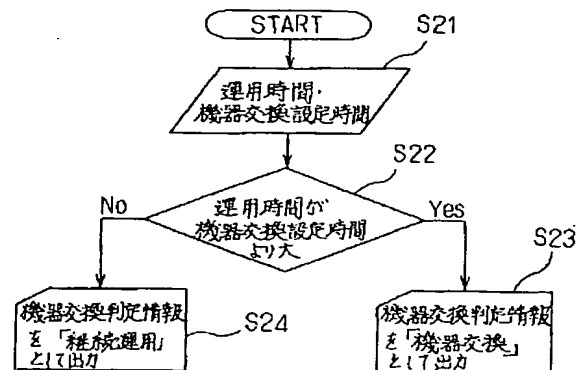 START
S21
運用時間・
機器交換設定時間
S22
運用時間が
機器交換設定時間
より大
No
Yes
S23
機器交換判定情報
を「継続運用」
として出力
S24
機器交換判定情報
を「機器交換」
として出力